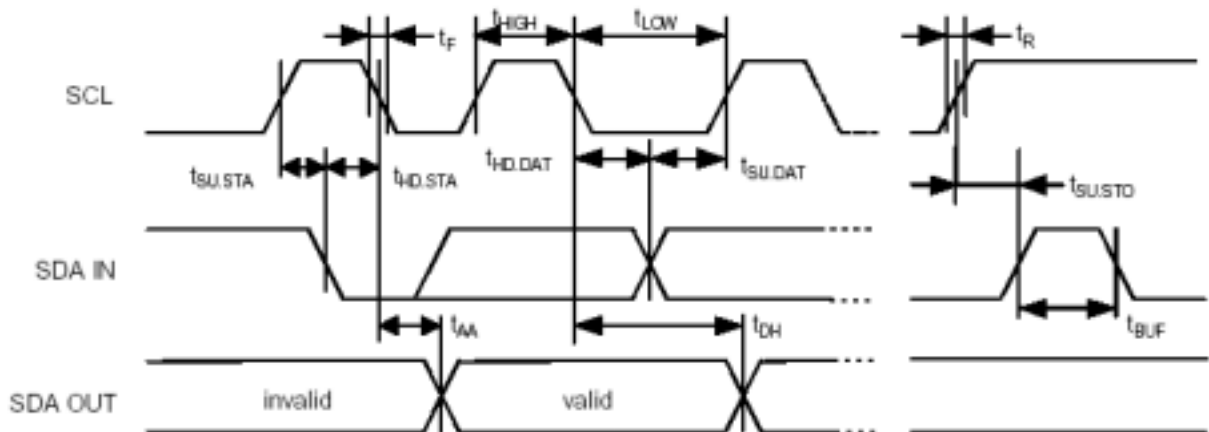 tF
tHIGH
tLOW
tR
SCL
tSU.STA
tHD.STA
tHD.DAT
tSU.DAT
tSU.STO
SDA IN
tAA
tDH
tBUF
SDA OUT
invalid
valid